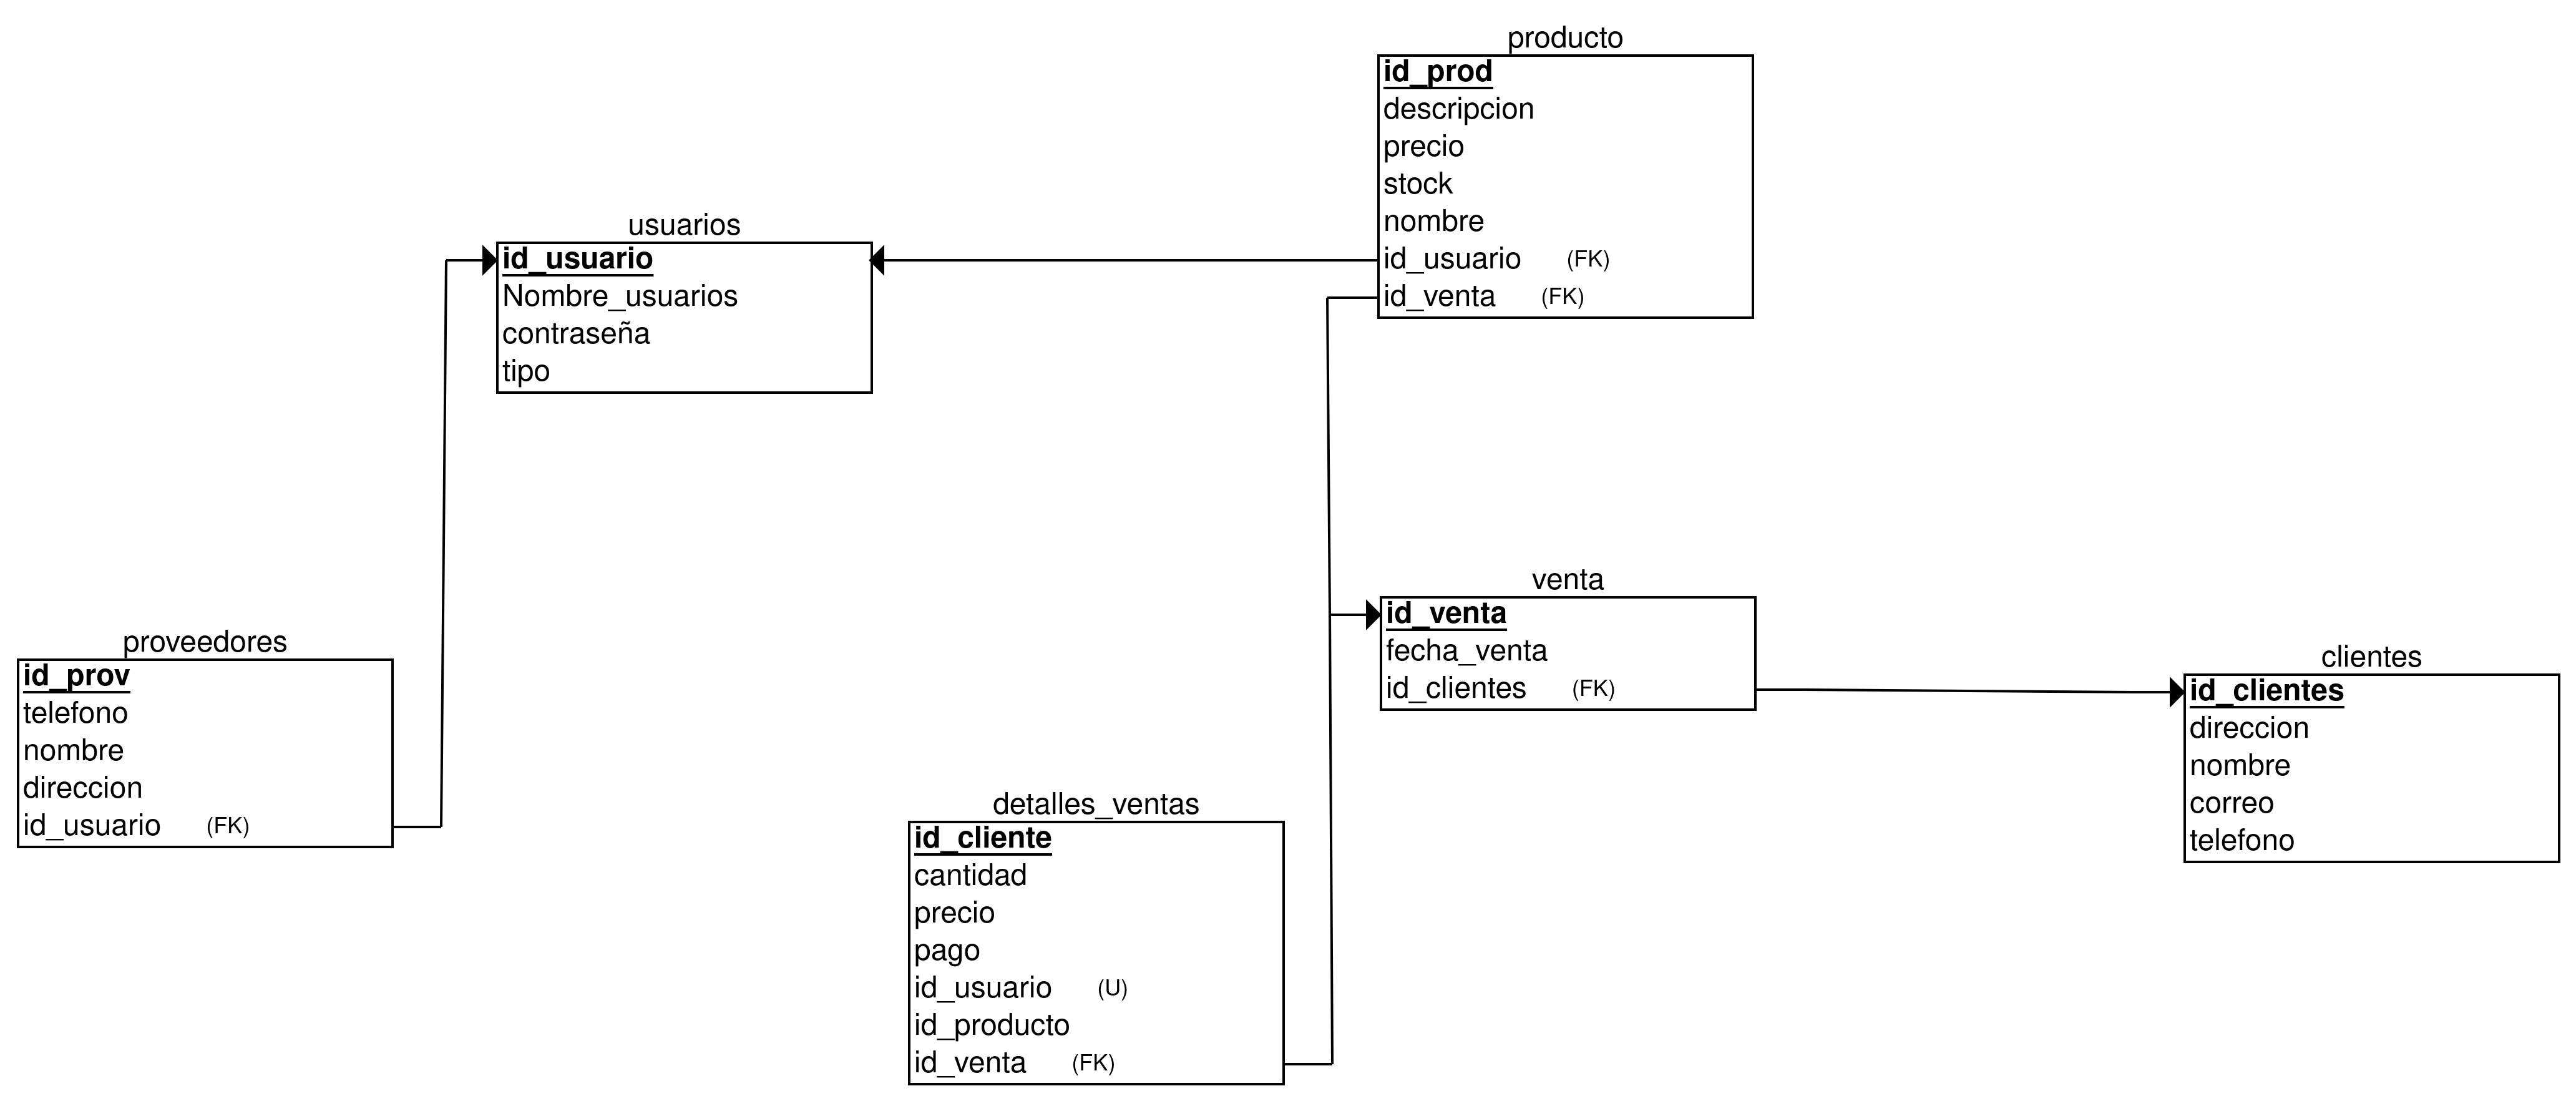 producto
id_prod
descripcion
precio
stock
nombre
id_usuario (FK)
id_venta (FK)
usuarios
id_usuario
Nombre_usuarios
contraseña
tipo
venta
id_venta
fecha_venta
id_clientes (FK)
proveedores
id_prov
telefono
nombre
direccion
id_usuario (FK)
clientes
id_clientes
direccion
nombre
correo
telefono
detalles_ventas
id_cliente
cantidad
precio
pago
id_usuario (U)
id_producto
id_venta (FK)